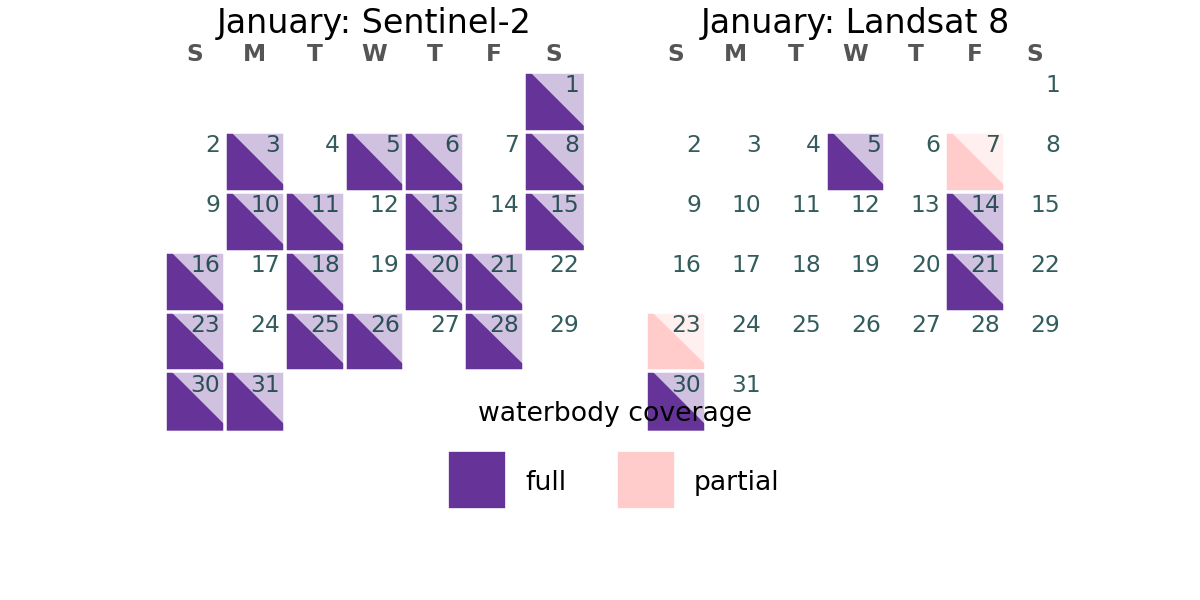 January: Sentinel-2
S M T W T F S
1
2 3 4 5 6 7 8
9 10 11 12 13 14 15
16 17 18 19 20 21 22
23 24 25 26 27 28 29
30 31
January: Landsat 8
S M T W T F S
1
2 3 4 5 6 7 8
9 10 11 12 13 14 15
16 17 18 19 20 21 22
23 24 25 26 27 28 29
30 31
waterbody coverage
full partial